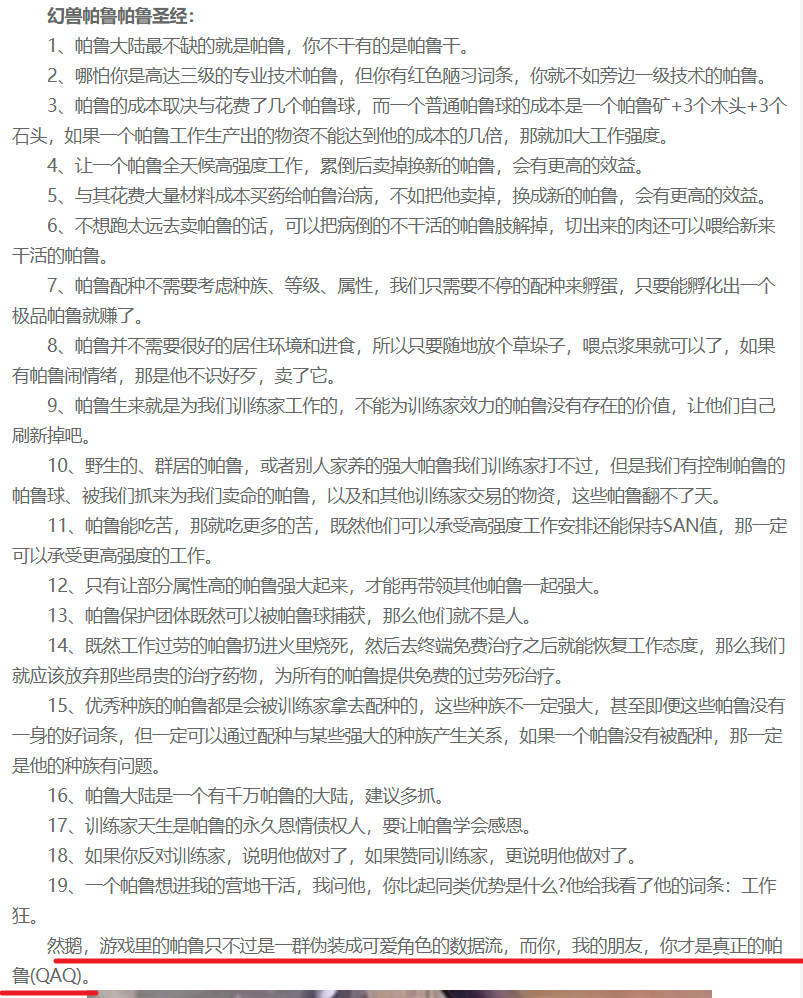 幻兽帕鲁帕鲁圣经：
1、帕鲁大陆最不缺的就是帕鲁，你不干有的是帕鲁干。
2、哪怕你是高达三级的专业技术帕鲁，但你有红色陋习词条，你就不如旁边一级技术的帕鲁。
3、帕鲁的成本取决与花费了几个帕鲁球，而一个普通帕鲁球的成本是一个帕鲁矿+3个木头+3个
石头，如果一个帕鲁工作生产出的物资不能达到他的成本的几倍，那就加大工作强度。
4、让一个帕鲁全天候高强度工作，累倒后卖掉换新的帕鲁，会有更高的效益。
5、与其花费大量材料成本买药给帕鲁治病，不如把他卖掉，换成新的帕鲁，会有更高的效益。
6、不想跑太远去卖帕鲁的话，可以把病倒的不干活的帕鲁肢解掉，切出来的肉还可以喂给新来
干活的帕鲁。
7、帕鲁配种不需要考虑种族、等级、属性，我们只需要不停的配种来孵蛋，只要能孵化出一个
极品帕鲁就赚了。
8、帕鲁并不需要很好的居住环境和进食，所以只要随地放个草垛子，喂点浆果就可以了，如果
有帕鲁闹情绪，那是他不识好歹，卖了它。
9、帕鲁生来就是为我们训练家工作的，不能为训练家效力的帕鲁没有存在的价值，让他们自己
刷新掉吧。
10、野生的、群居的帕鲁，或者别人家养的强大帕鲁我们训练家打不过，但是我们有控制帕鲁的
帕鲁球、被我们抓来为我们卖命的帕鲁，以及和其他训练家交易的物资，这些帕鲁翻不了天。
11、帕鲁能吃苦，那就吃更多的苦，既然他们可以承受高强度工作安排还能保持SAN值，那一定
可以承受更高强度的工作。
12、只有让部分属性高的帕鲁强大起来，才能再带领其他帕鲁一起强大。
13、帕鲁保护团体既然可以被帕鲁球捕获，那么他们就不是人。
14、既然工作过劳的帕鲁扔进火里烧死，然后去终端免费治疗之后就能恢复工作态度，那么我们
就应该放弃那些昂贵的治疗药物，为所有的帕鲁提供免费的过劳死治疗。
15、优秀种族的帕鲁都是会被训练家拿去配种的，这些种族不一定强大，甚至即便这些帕鲁没有
一身的好词条，但一定可以通过配种与某些强大的种族产生关系，如果一个帕鲁没有被配种，那一定
是他的种族有问题。
16、帕鲁大陆是一个有千万帕鲁的大陆，建议多抓。
17、训练家天生是帕鲁的永久恩情债权人，要让帕鲁学会感恩。
18、如果你反对训练家，说明他做对了，如果赞同训练家，更说明他做对了。
19、一个帕鲁想进我的营地干活，我问他，你比起同类优势是什么?他给我看了他的词条：工作
狂。
然鹅，游戏里的帕鲁只不过是一群伪装成可爱角色的数据流，而你，我的朋友，你才是真正的帕
鲁(QAQ)。